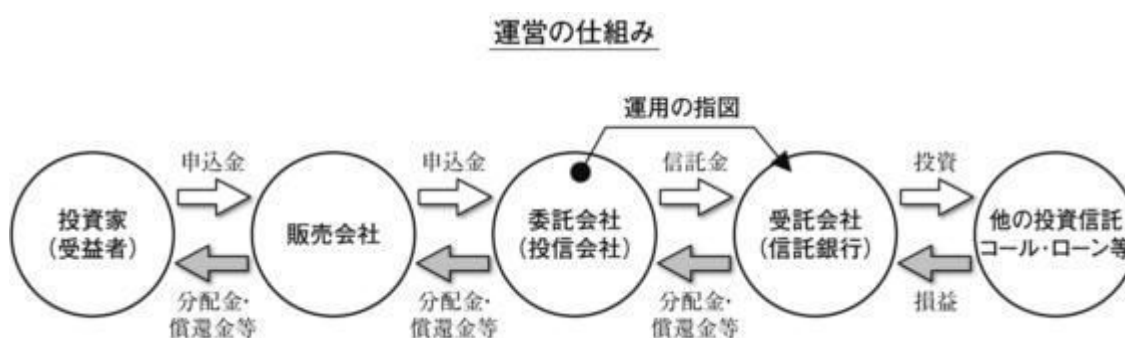 運営の仕組み
運用の指図
申込金
申込金
信託金
投資
投資家
（受益者）
販売会社
委託会社
（投信会社）
受託会社
（信託銀行）
他の投資信託
コール・ローン等
分配金・
償還金等
分配金・
償還金等
分配金・
償還金等
損益